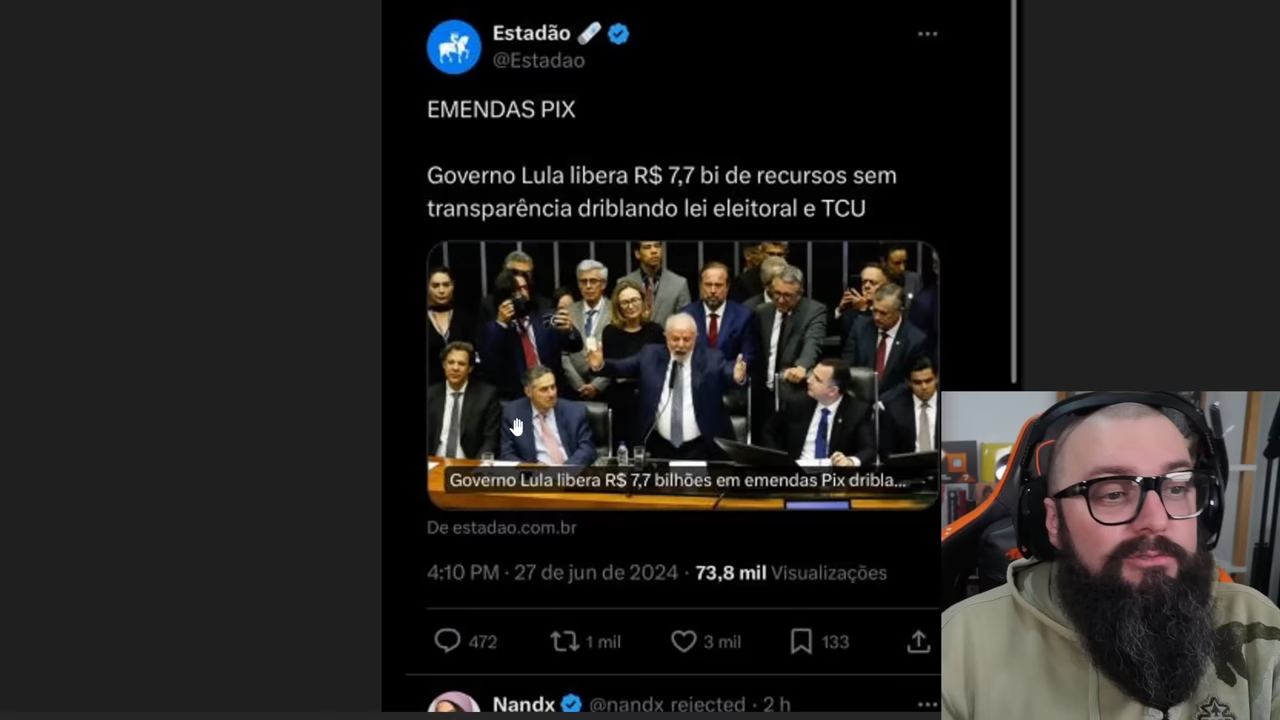 Estadão
@Estadao
EMENDAS PIX
Governo Lula libera R$ 7,7 bi de recursos sem
transparência driblando lei eleitoral e TCU
Governo Lula libera R$ 7,7 bilhões em emendas Pix dribla...
De estadao.com.br
4:10 PM · 27 de jun de 2024 · 73,8 mil Visualizações
472 1 mil 3 mil 133
Nandx @nandx rejected · 2 h